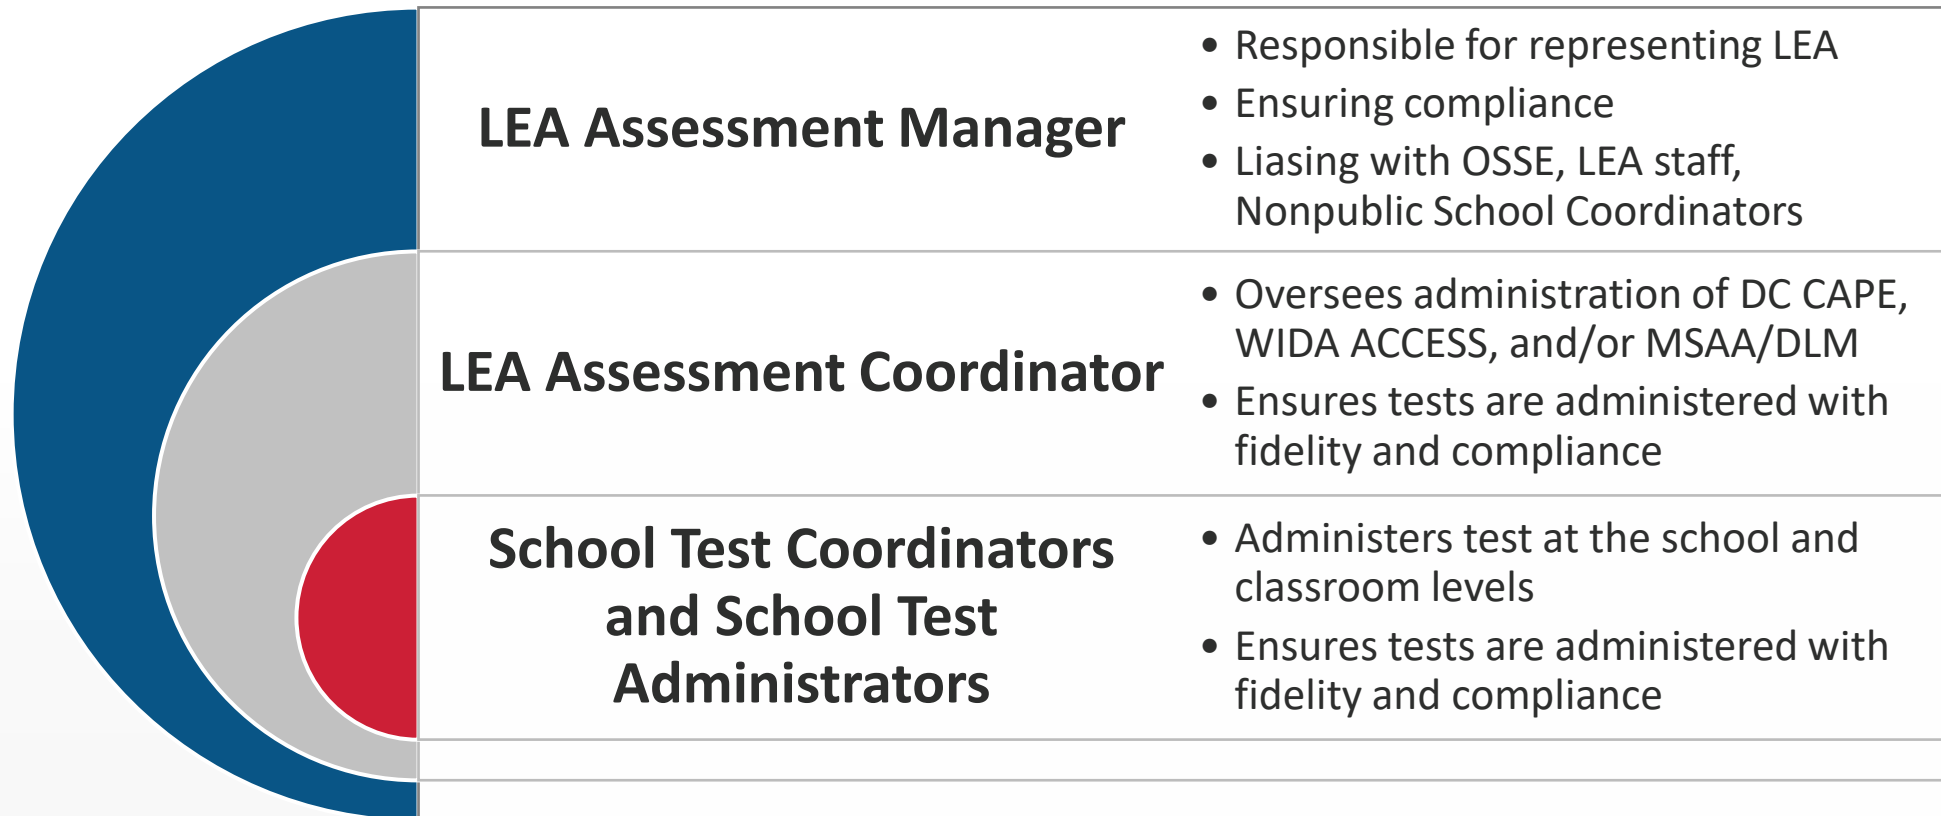 LEA Assessment Manager
• Responsible for representing LEA
• Ensuring compliance
• Liasing with OSSE, LEA staff,
Nonpublic School Coordinators
LEA Assessment Coordinator
• Oversees administration of DC CAPE,
WIDA ACCESS, and/or MSAA/DLM
• Ensures tests are administered with
fidelity and compliance
School Test Coordinators
and School Test
Administrators
• Administers test at the school and
classroom levels
• Ensures tests are administered with
fidelity and compliance